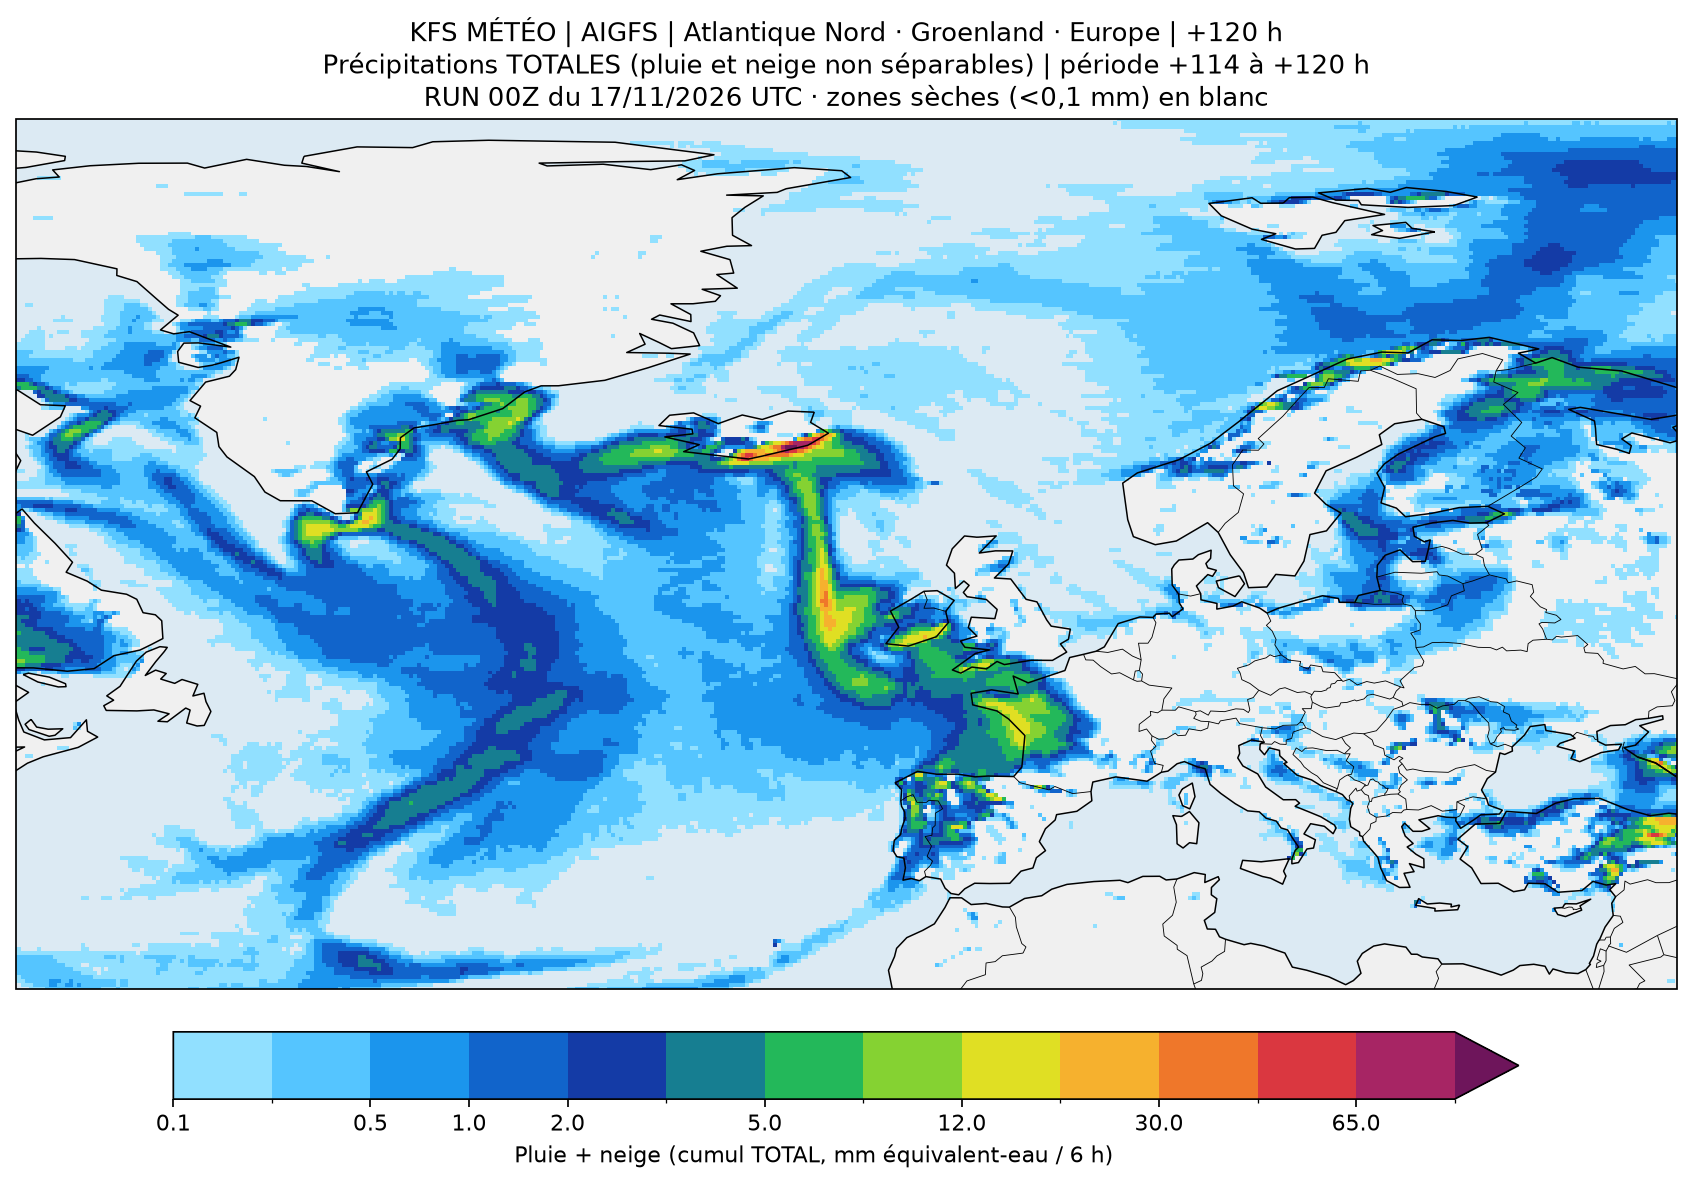 KFS MÉTÉO | AIGFS | Atlantique Nord · Groenland · Europe | +120 h
Précipitations TOTALES (pluie et neige non séparables) | période +114 à +120 h
RUN 00Z du 17/11/2026 UTC · zones sèches (<0,1 mm) en blanc
0.1 0.5 1.0 2.0 5.0 12.0 30.0 65.0
Pluie + neige (cumul TOTAL, mm équivalent-eau / 6 h)